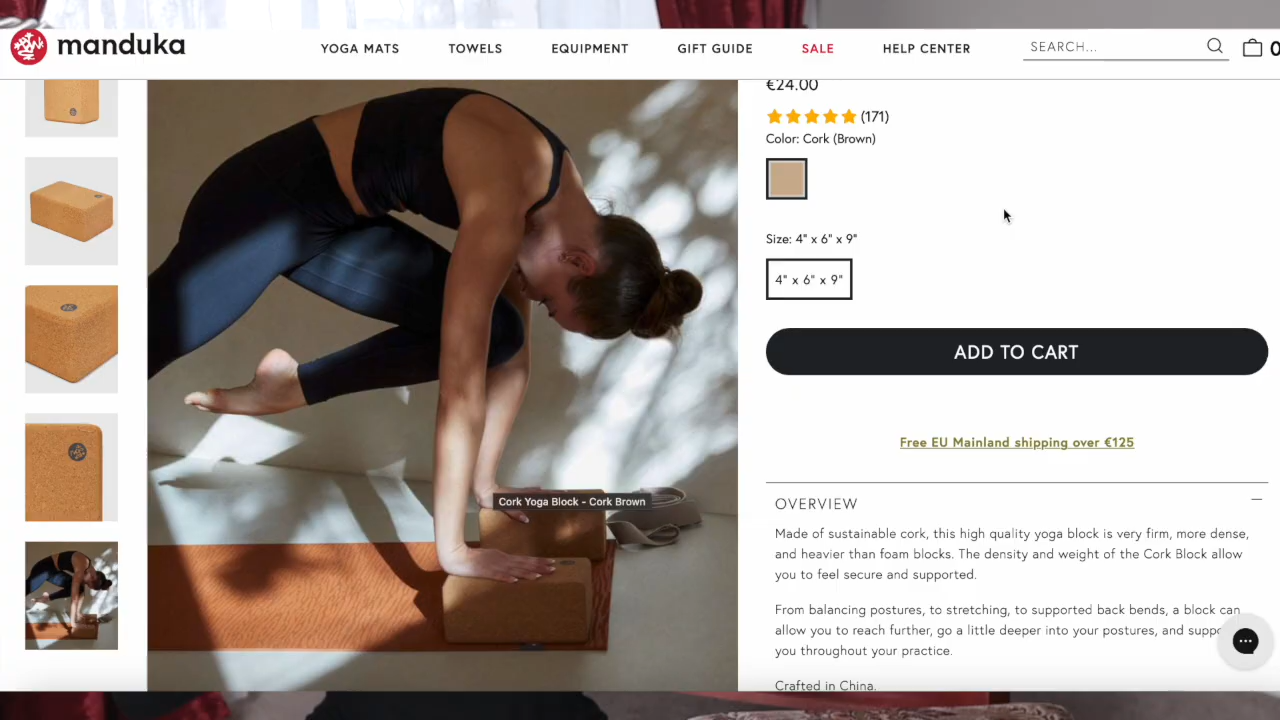 manduka
YOGA MATS
TOWELS
EQUIPMENT
GIFT GUIDE
SALE
HELP CENTER
SEARCH...
0
€24.00
(171)
Color: Cork (Brown)
Size: 4" x 6" x 9"
4" x 6" x 9"
ADD TO CART
Free EU Mainland shipping over €125
Cork Yoga Block - Cork Brown
OVERVIEW
Made of sustainable cork, this high quality yoga block is very firm, more dense,
and heavier than foam blocks. The density and weight of the Cork Block allow
you to feel secure and supported.
From balancing postures, to stretching, to supported back bends, a block can
allow you to reach further, go a little deeper into your postures, and
you throughout your practice.
Crafted in China.